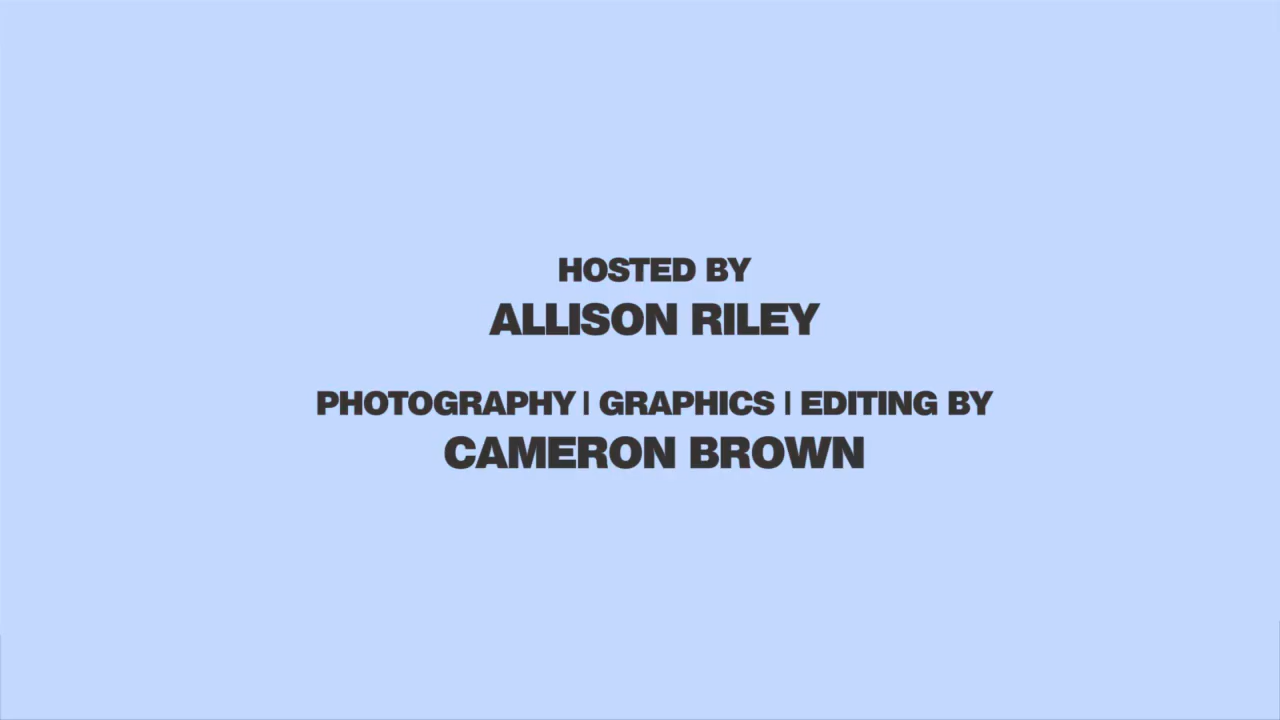 HOSTED BY
ALLISON RILEY
PHOTOGRAPHY | GRAPHICS | EDITING BY
CAMERON BROWN